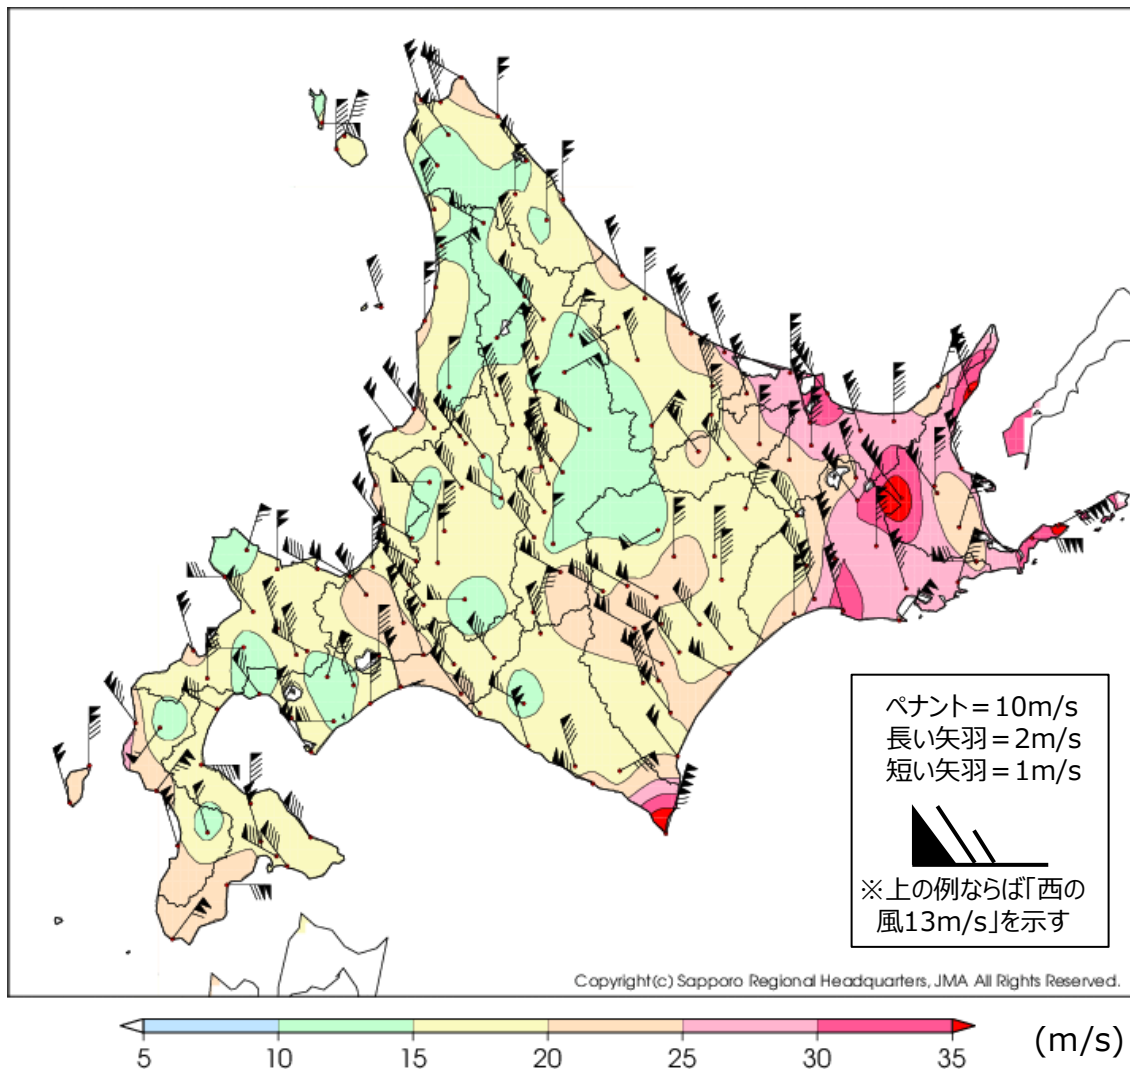 ペナント＝10m/s
長い矢羽＝2m/s
短い矢羽＝1m/s
※上の例ならば「西の
風13m/s」を示す
Copyright(c) Sapporo Regional Headquarters, JMA All Rights Reserved.
5 10 15 20 25 30 35 (m/s)